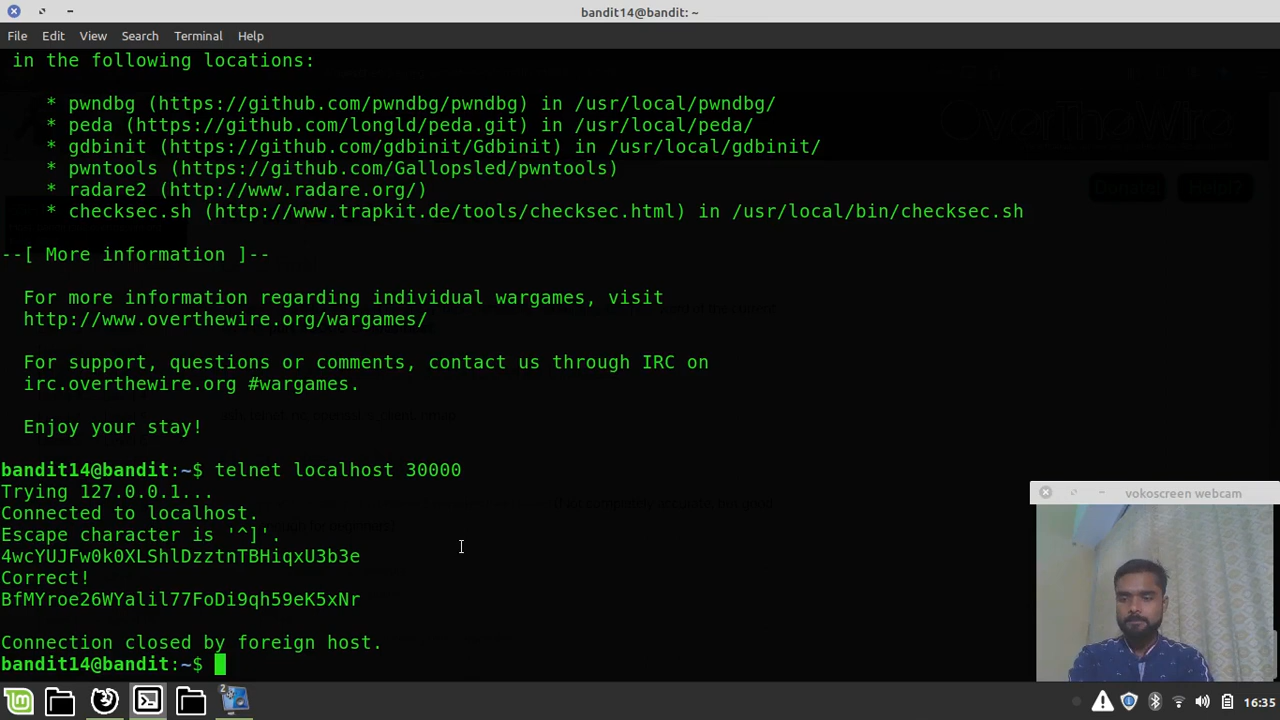 bandit14@bandit: ~
File Edit View Search Terminal Help
in the following locations:
* pwndbg (https://github.com/pwndbg/pwndbg) in /usr/local/pwndbg/
* peda (https://github.com/longld/peda.git) in /usr/local/peda/
* gdbinit (https://github.com/gdbinit/Gdbinit) in /usr/local/gdbinit/
* pwntools (https://github.com/Gallopsled/pwntools)
* radare2 (http://www.radare.org/)
* checksec.sh (http://www.trapkit.de/tools/checksec.html) in /usr/local/bin/checksec.sh
--[ More information ]--
For more information regarding individual wargames, visit
http://www.overthewire.org/wargames/
For support, questions or comments, contact us through IRC on
irc.overthewire.org #wargames.
Enjoy your stay!
bandit14@bandit:~$ telnet localhost 30000
Trying 127.0.0.1...
Connected to localhost.
Escape character is '^]'.
4wcYUJFw0k0XLShlDzztnTBHiqxU3b3e
Correct!
BfMYroe26WYalil77FoDi9qh59eK5xNr
Connection closed by foreign host.
bandit14@bandit:~$
OverTheWire
Donate! Help!?
vokoscreen webcam
2
16:35